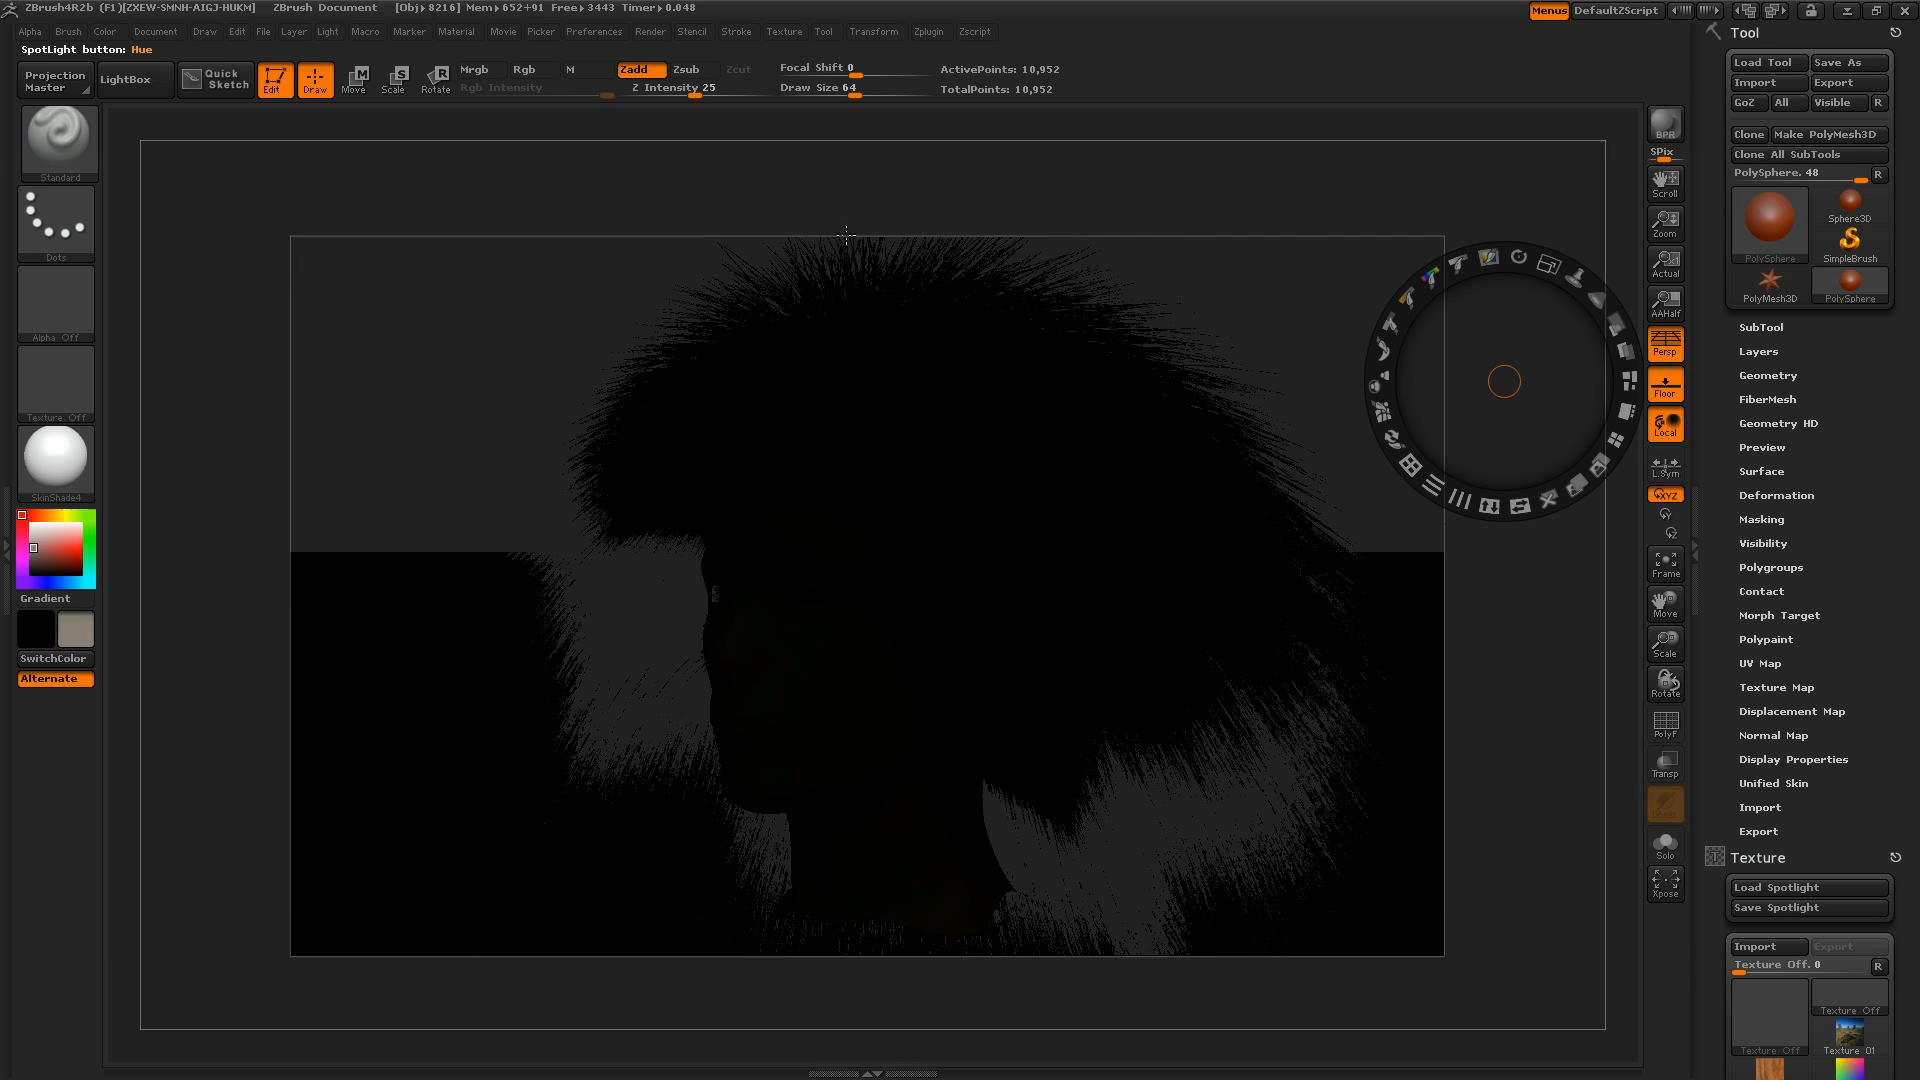 ZBrush4R2b (F1)[ZXEW-SMNH-AIGJ-HUKM] ZBrush Document [Obj▸8216] Mem▸652+91 Free▸3443 Timer▸0.048 Menus DefaultZScript
Alpha Brush Color Document Draw Edit File Layer Light Macro Marker Material Movie Picker Preferences Render Stencil Stroke Texture Tool Transform Zplugin Zscript
SpotLight button: Hue
Projection Master
LightBox
Quick Sketch
Edit
Draw
Move
Scale
Rotate
Mrgb Rgb M
Rgb Intensity
Zadd Zsub Zcut
Z Intensity 25
Focal Shift 0
Draw Size 64
ActivePoints: 10,952
TotalPoints: 10,952
Standard
Dots
Alpha Off
Texture Off
SkinShade4
Gradient
SwitchColor
Alternate
BPR
SPix
Scroll
Zoom
Actual
AAHalf
Persp
Floor
Local
L.Sym
XYZ
Y
Z
Frame
Move
Scale
Rotate
PolyF
Transp
Solo
Xpose
Tool
Load Tool Save As
Import Export
GoZ All Visible R
Clone Make PolyMesh3D
Clone All SubTools
PolySphere. 48 R
PolySphere
Sphere3D
SimpleBrush
PolyMesh3D
PolySphere
SubTool
Layers
Geometry
FiberMesh
Geometry HD
Preview
Surface
Deformation
Masking
Visibility
Polygroups
Contact
Morph Target
Polypaint
UV Map
Texture Map
Displacement Map
Normal Map
Display Properties
Unified Skin
Import
Export
Texture
Load Spotlight
Save Spotlight
Import Export
Texture Off. 0 R
Texture Off
Texture Off
Texture 01